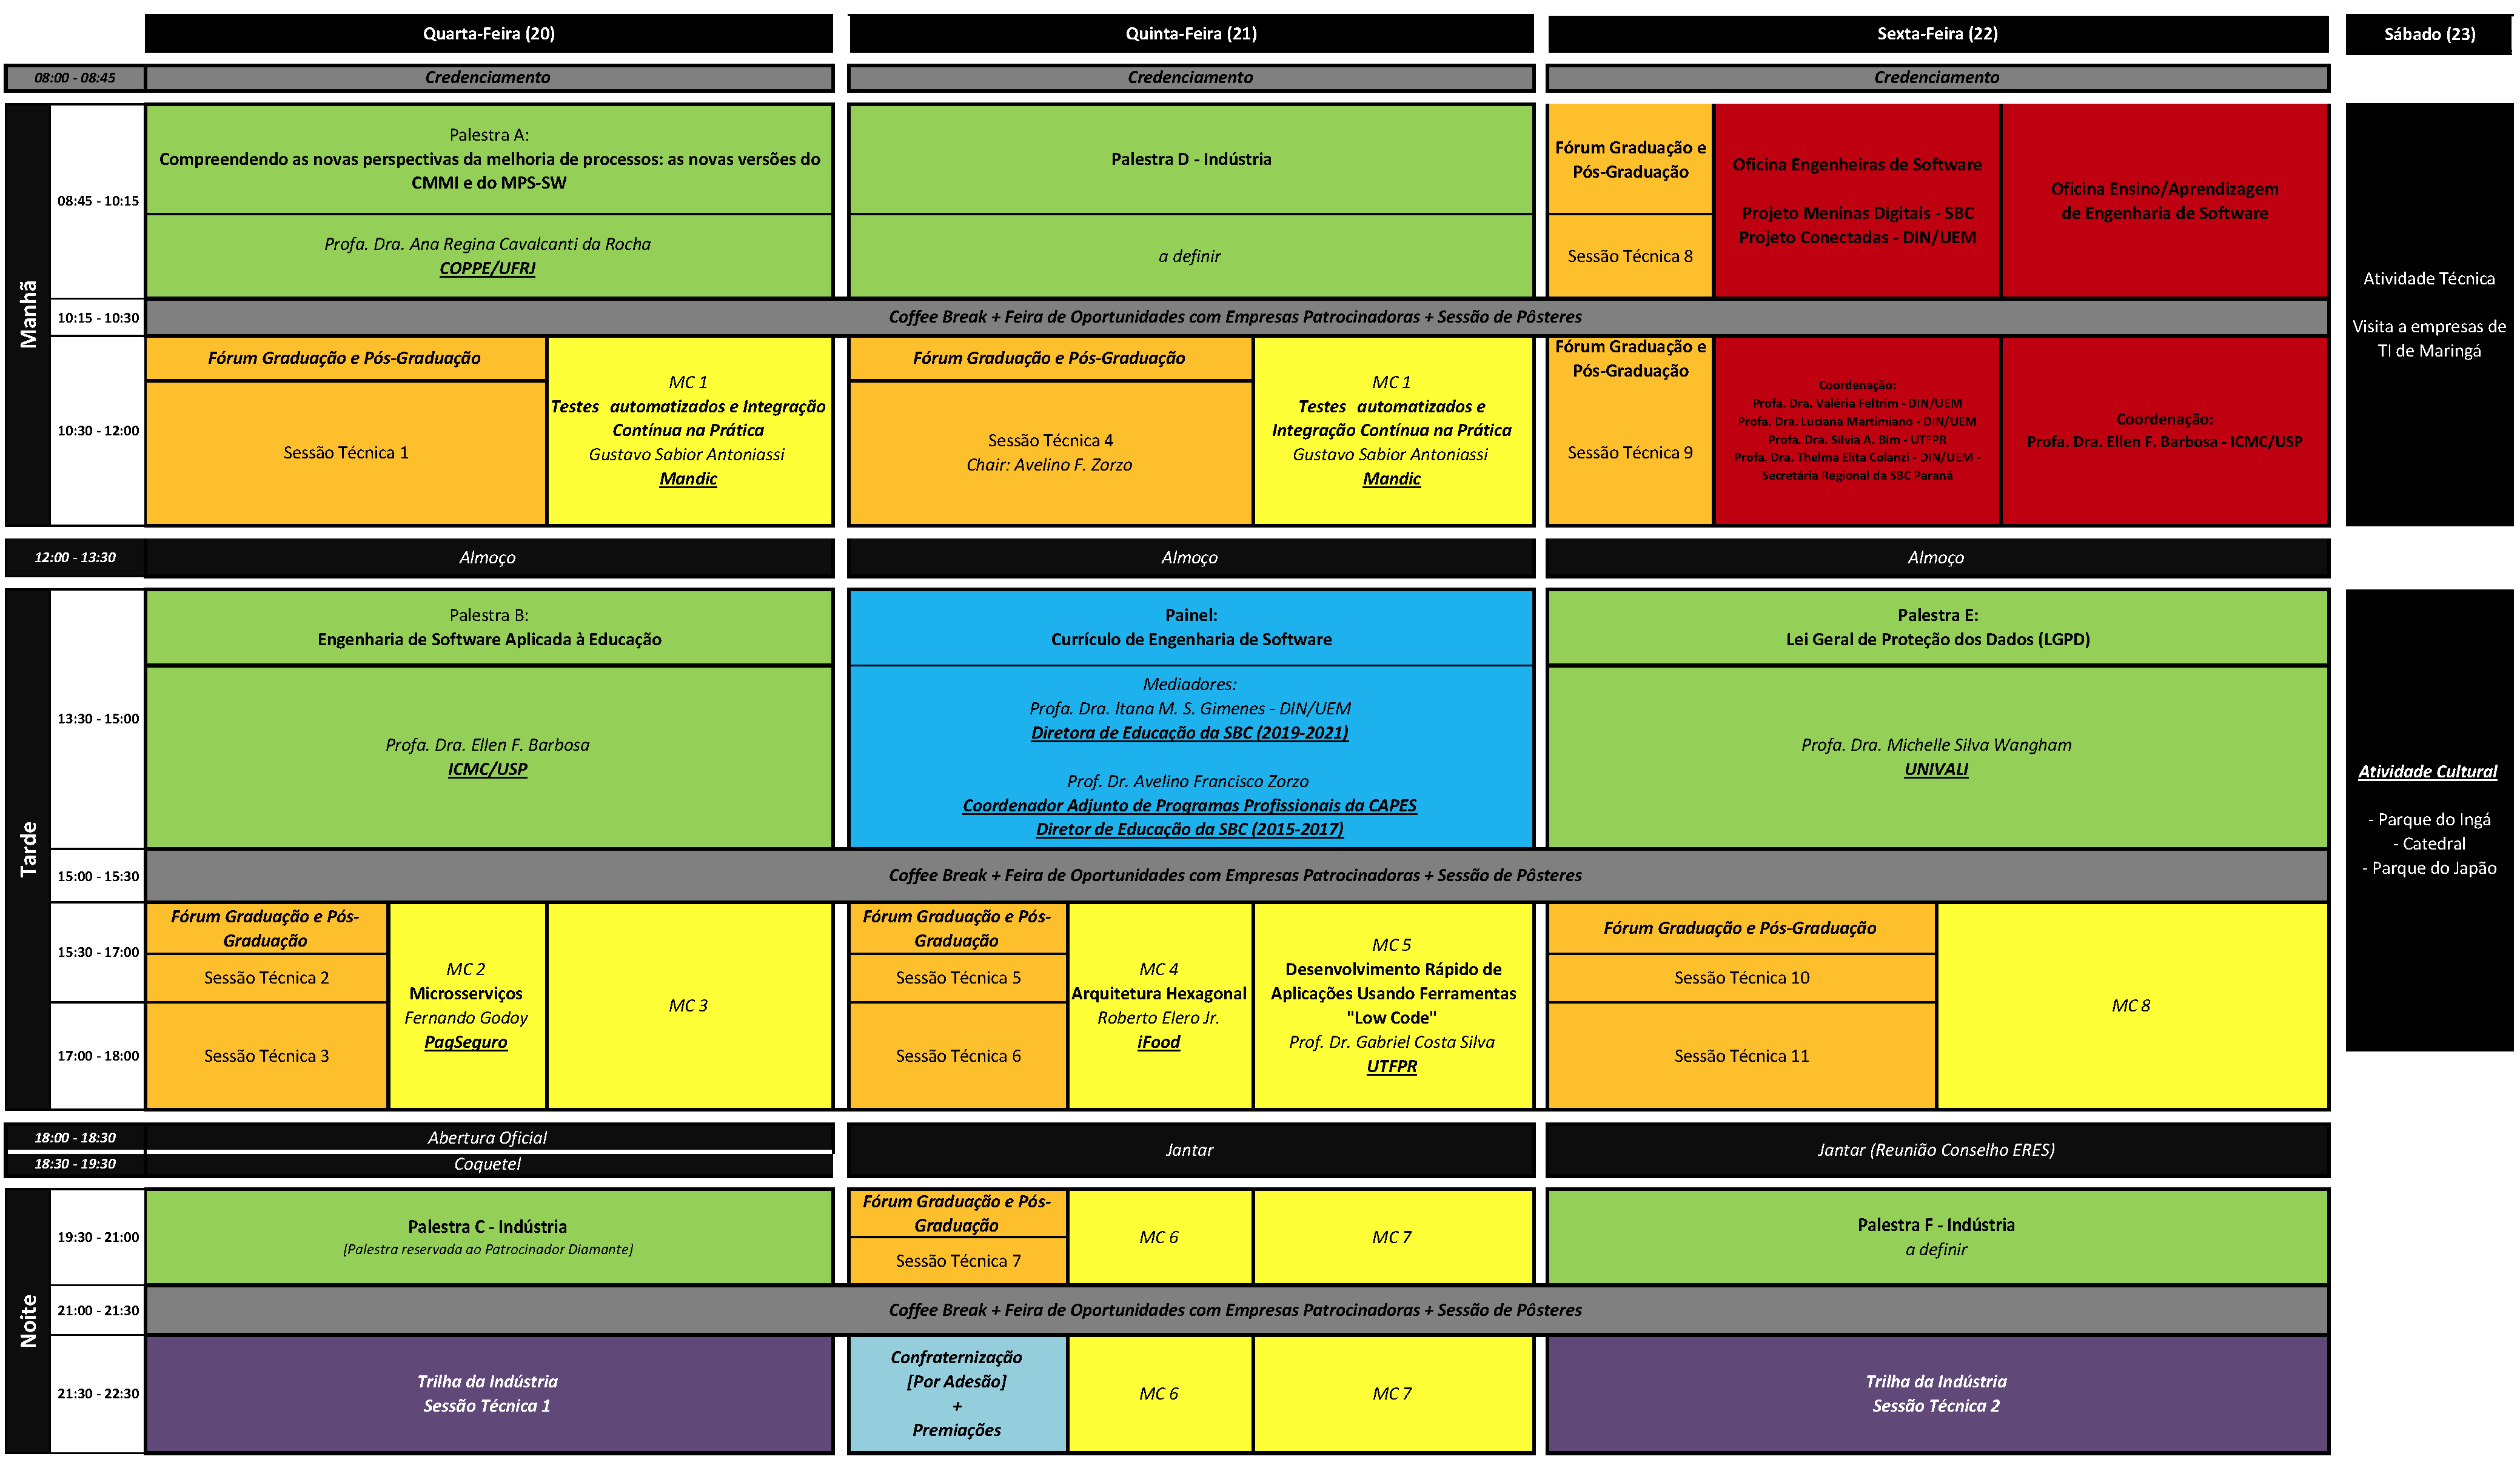 Quarta-Feira (20)
Quinta-Feira (21)
Sexta-Feira (22)
Sábado (23)
08:00 - 08:45
Credenciamento
Credenciamento
Credenciamento
Manhã
08:45 - 10:15
Palestra A:
Compreendendo as novas perspectivas da melhoria de processos: as novas versões do
CMMI e do MPS-SW
Profa. Dra. Ana Regina Cavalcanti da Rocha
COPPE/UFRJ
Palestra D - Indústria
a definir
Fórum Graduação e
Pós-Graduação
Sessão Técnica 8
Oficina Engenheiras de Software
Projeto Meninas Digitais - SBC
Projeto Conectadas - DIN/UEM
Oficina Ensino/Aprendizagem
de Engenharia de Software
Atividade Técnica
Visita a empresas de
TI de Maringá
10:15 - 10:30
Coffee Break + Feira de Oportunidades com Empresas Patrocinadoras + Sessão de Pôsteres
10:30 - 12:00
Fórum Graduação e Pós-Graduação
Sessão Técnica 1
MC 1
Testes automatizados e Integração
Contínua na Prática
Gustavo Sabior Antoniassi
Mandic
Fórum Graduação e Pós-Graduação
Sessão Técnica 4
Chair: Avelino F. Zorzo
MC 1
Testes automatizados e
Integração Contínua na Prática
Gustavo Sabior Antoniassi
Mandic
Fórum Graduação e
Pós-Graduação
Sessão Técnica 9
Coordenação:
Profa. Dra. Valéria Feltrim - DIN/UEM
Profa. Dra. Luciana Martimiano - DIN/UEM
Profa. Dra. Sílvia A. Bim - UTFPR
Profa. Dra. Thelma Elita Colanzi - DIN/UEM -
Secretária Regional da SBC Paraná
Coordenação:
Profa. Dra. Ellen F. Barbosa - ICMC/USP
12:00 - 13:30
Almoço
Almoço
Almoço
Tarde
13:30 - 15:00
Palestra B:
Engenharia de Software Aplicada à Educação
Profa. Dra. Ellen F. Barbosa
ICMC/USP
Painel:
Currículo de Engenharia de Software
Mediadores:
Profa. Dra. Itana M. S. Gimenes - DIN/UEM
Diretora de Educação da SBC (2019-2021)
Prof. Dr. Avelino Francisco Zorzo
Coordenador Adjunto de Programas Profissionais da CAPES
Diretor de Educação da SBC (2015-2017)
Palestra E:
Lei Geral de Proteção dos Dados (LGPD)
Profa. Dra. Michelle Silva Wangham
UNIVALI
Atividade Cultural
- Parque do Ingá
- Catedral
- Parque do Japão
15:00 - 15:30
Coffee Break + Feira de Oportunidades com Empresas Patrocinadoras + Sessão de Pôsteres
15:30 - 17:00
17:00 - 18:00
Fórum Graduação e Pós-
Graduação
Sessão Técnica 2
Sessão Técnica 3
MC 2
Microsserviços
Fernando Godoy
PagSeguro
MC 3
Fórum Graduação e Pós-
Graduação
Sessão Técnica 5
Sessão Técnica 6
MC 4
Arquitetura Hexagonal
Roberto Elero Jr.
iFood
MC 5
Desenvolvimento Rápido de
Aplicações Usando Ferramentas
"Low Code"
Prof. Dr. Gabriel Costa Silva
UTFPR
Fórum Graduação e Pós-Graduação
Sessão Técnica 10
Sessão Técnica 11
MC 8
18:00 - 18:30
Abertura Oficial
18:30 - 19:30
Coquetel
Jantar
Jantar (Reunião Conselho ERES)
Noite
19:30 - 21:00
Palestra C - Indústria
[Palestra reservada ao Patrocinador Diamante]
Fórum Graduação e Pós-
Graduação
Sessão Técnica 7
MC 6
MC 7
Palestra F - Indústria
a definir
21:00 - 21:30
Coffee Break + Feira de Oportunidades com Empresas Patrocinadoras + Sessão de Pôsteres
21:30 - 22:30
Trilha da Indústria
Sessão Técnica 1
Confraternização
[Por Adesão]
+
Premiações
MC 6
MC 7
Trilha da Indústria
Sessão Técnica 2